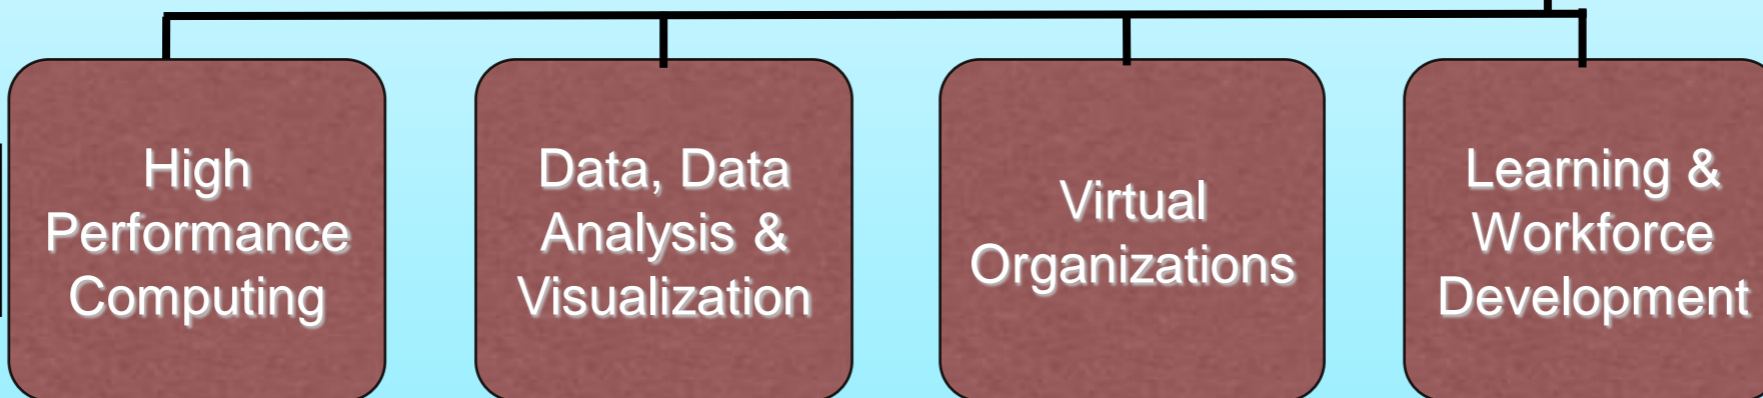 High
Performance
Computing
Data, Data
Analysis &
Visualization
Virtual
Organizations
Learning &
Workforce
Development